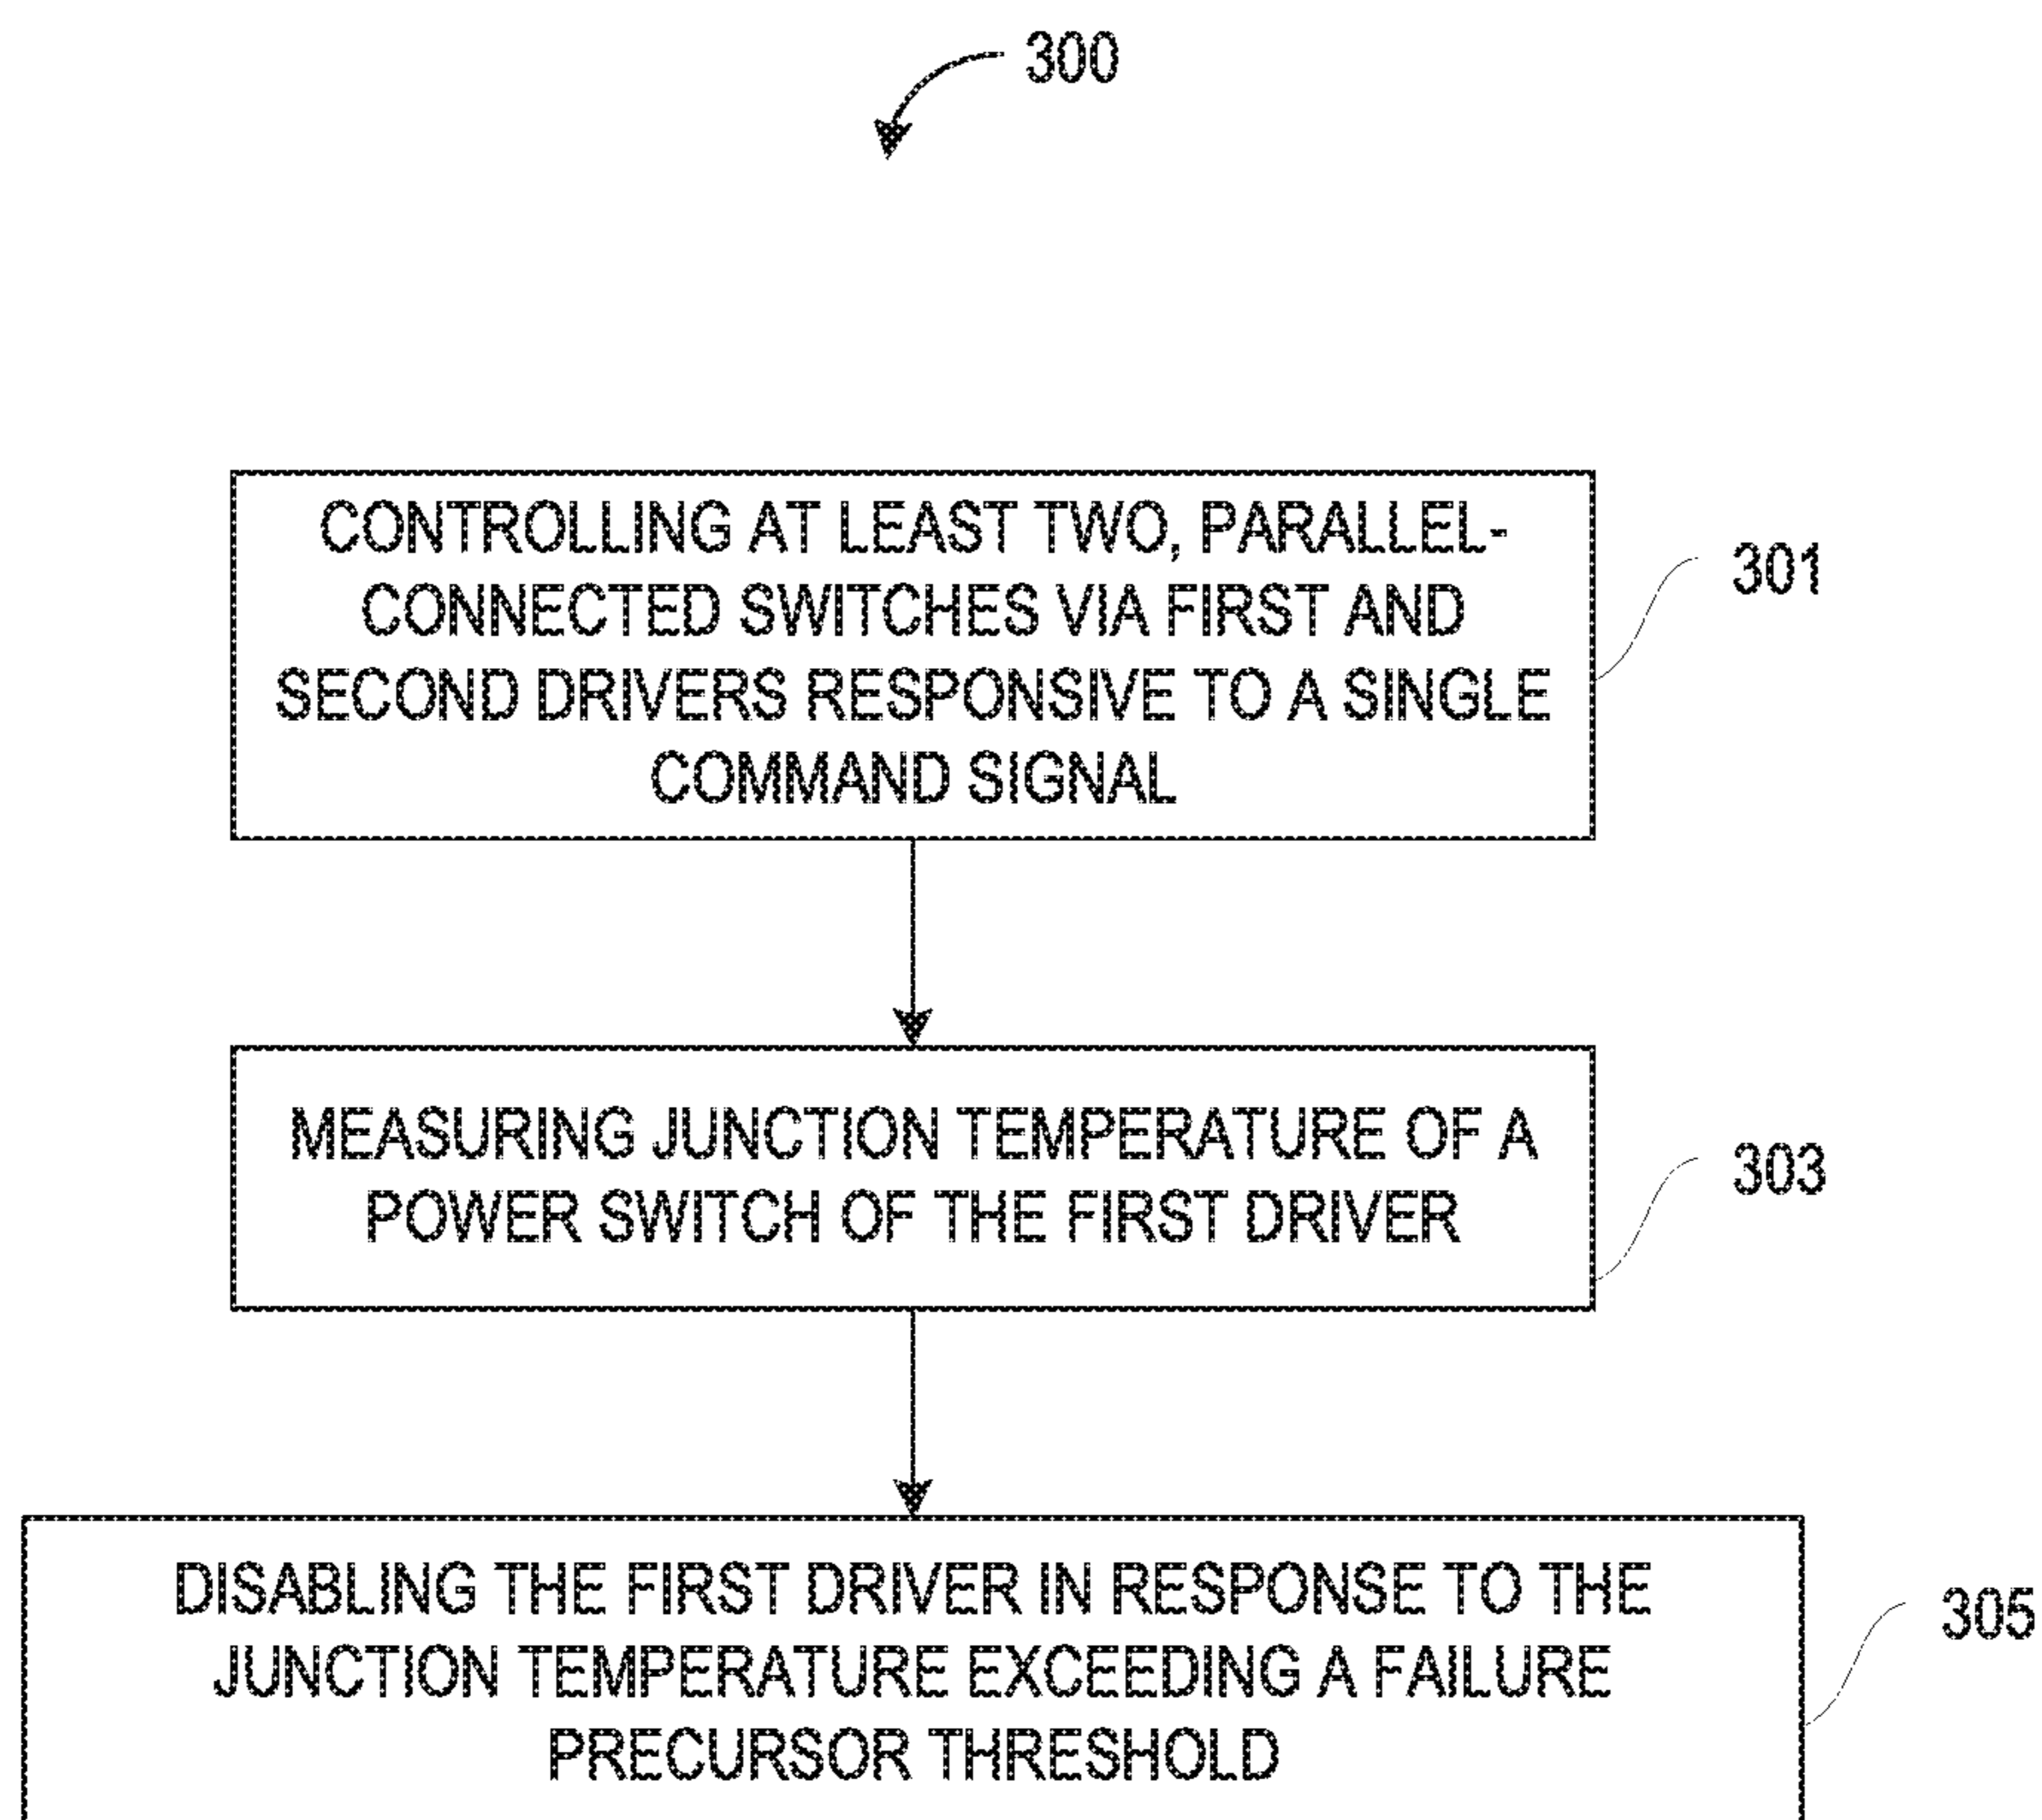 300
CONTROLLING AT LEAST TWO, PARALLEL-
CONNECTED SWITCHES VIA FIRST AND
SECOND DRIVERS RESPONSIVE TO A SINGLE
COMMAND SIGNAL
301
MEASURING JUNCTION TEMPERATURE OF A
POWER SWITCH OF THE FIRST DRIVER
303
DISABLING THE FIRST DRIVER IN RESPONSE TO THE
JUNCTION TEMPERATURE EXCEEDING A FAILURE
PRECURSOR THRESHOLD
305